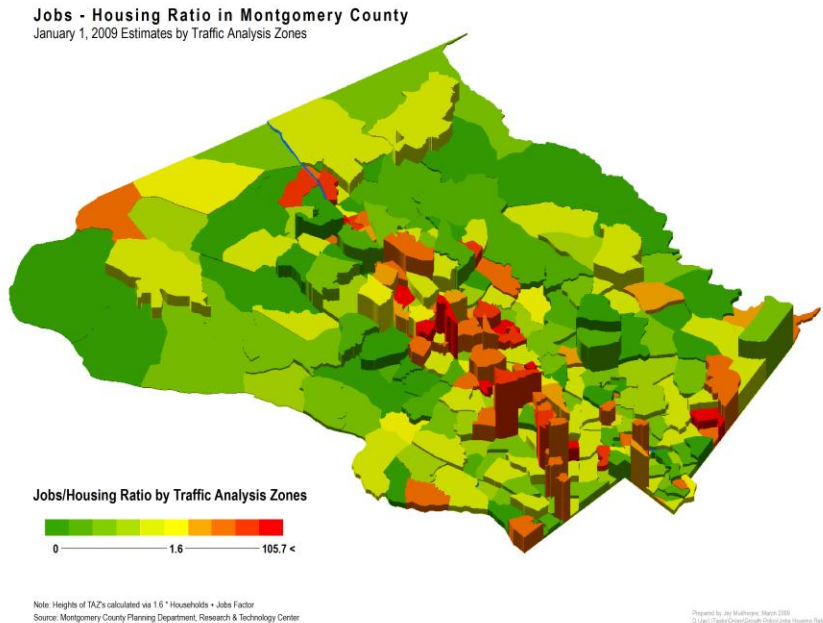 Jobs - Housing Ratio in Montgomery County
January 1, 2009 Estimates by Traffic Analysis Zones
Jobs/Housing Ratio by Traffic Analysis Zones
0 1.6 105.7 <
Note: Heights of TAZ's calculated via 1.6 * Households + Jobs Factor
Source: Montgomery County Planning Department, Research & Technology Center
Prepared by Jay Mukherjee, March 2009